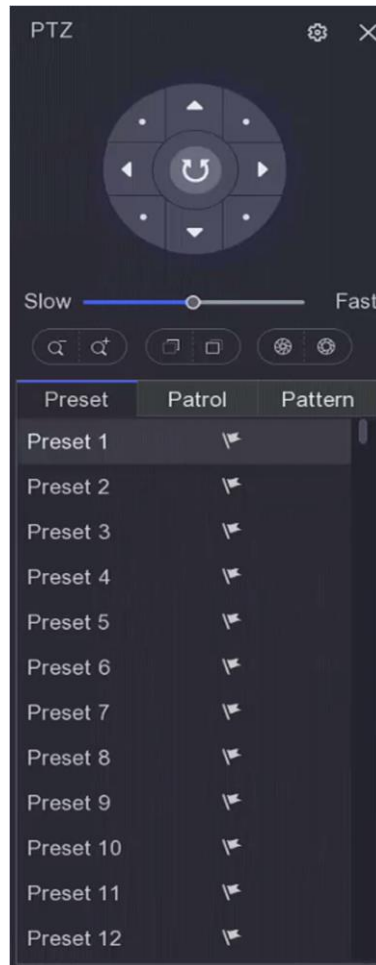 PTZ
Slow Fast
Preset Patrol Pattern
Preset 1
Preset 2
Preset 3
Preset 4
Preset 5
Preset 6
Preset 7
Preset 8
Preset 9
Preset 10
Preset 11
Preset 12